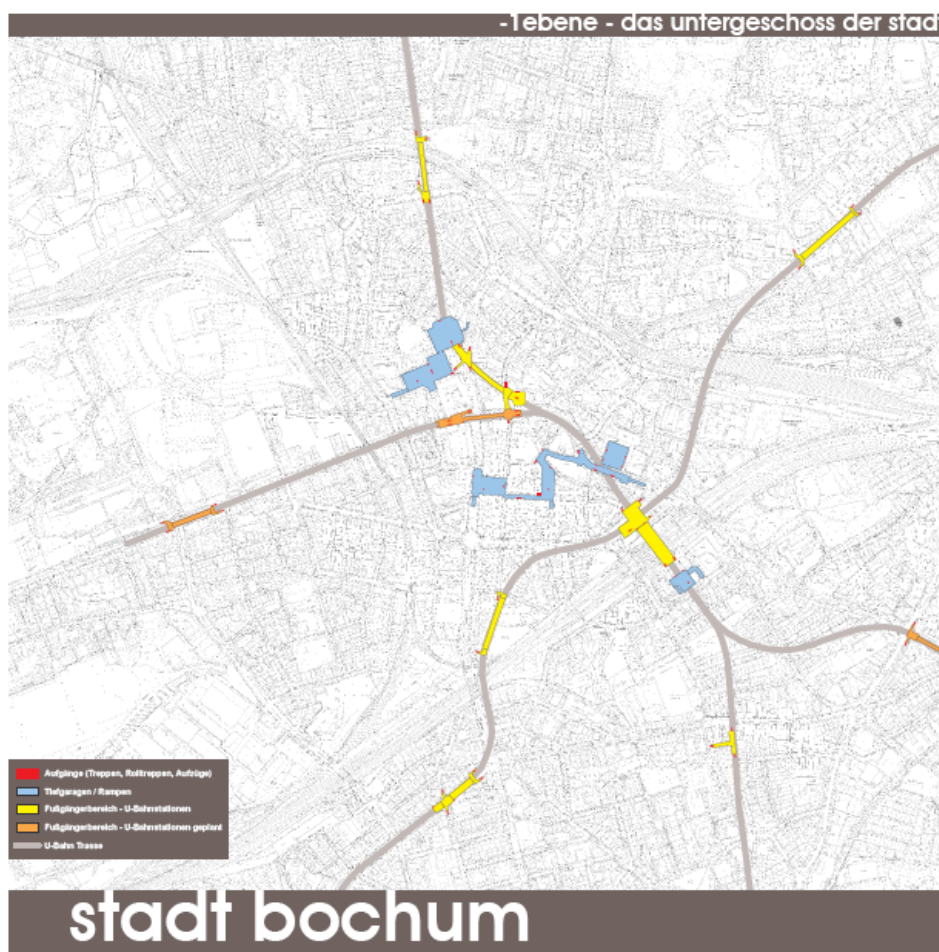 -1ebene - das untergeschoss der stadt
Aufgänge (Treppen, Rolltreppen, Aufzüge)
Tiefgaragen / Rampen
Fußgängerbereich - U-Bahnstationen
Fußgängerbereich - U-Bahnstationen geplant
U-Bahn Trasse
stadt bochum